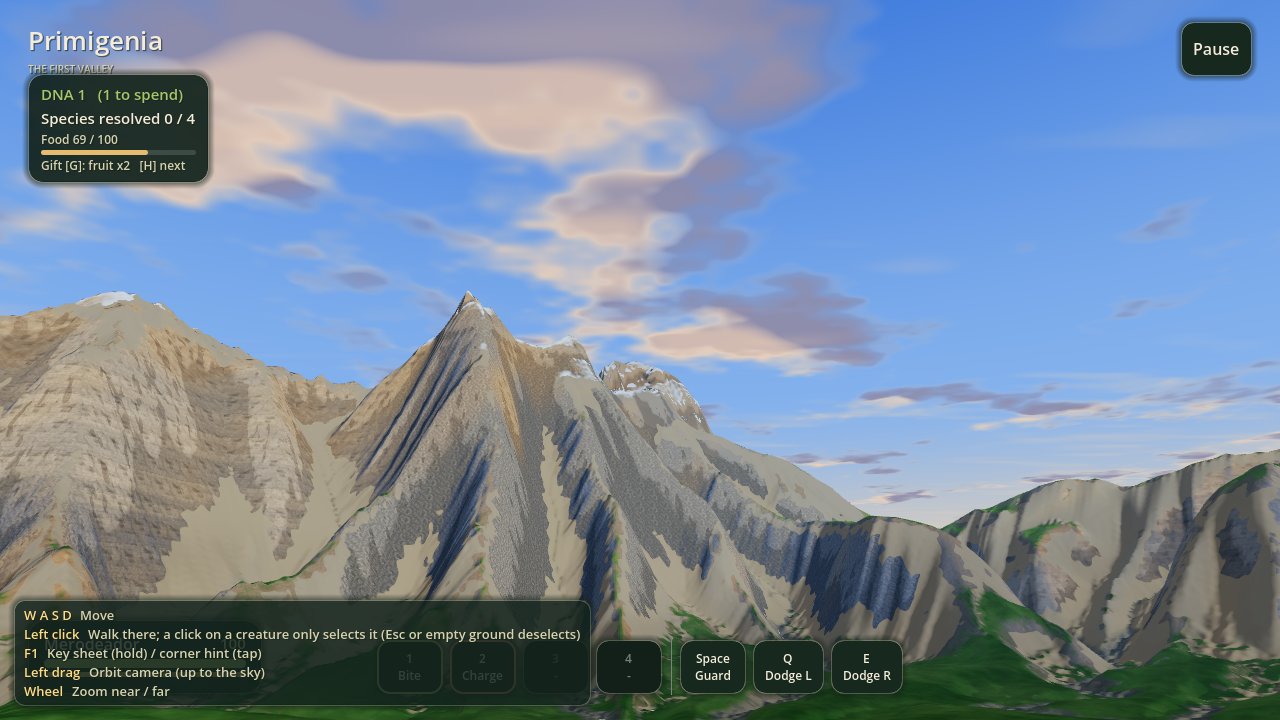 Primigenia
THE FIRST VALLEY
DNA 1 (1 to spend)
Species resolved 0 / 4
Food 69 / 100
Gift [G]: fruit x2 [H] next
Pause
W A S D Move
Left click Walk there; a click on a creature only selects it (Esc or empty ground deselects)
F1 Key sheet (hold) / corner hint (tap)
Left drag Orbit camera (up to the sky)
Wheel Zoom near / far
1
Bite
2
Charge
3
-
4
-
Space
Guard
Q
Dodge L
E
Dodge R